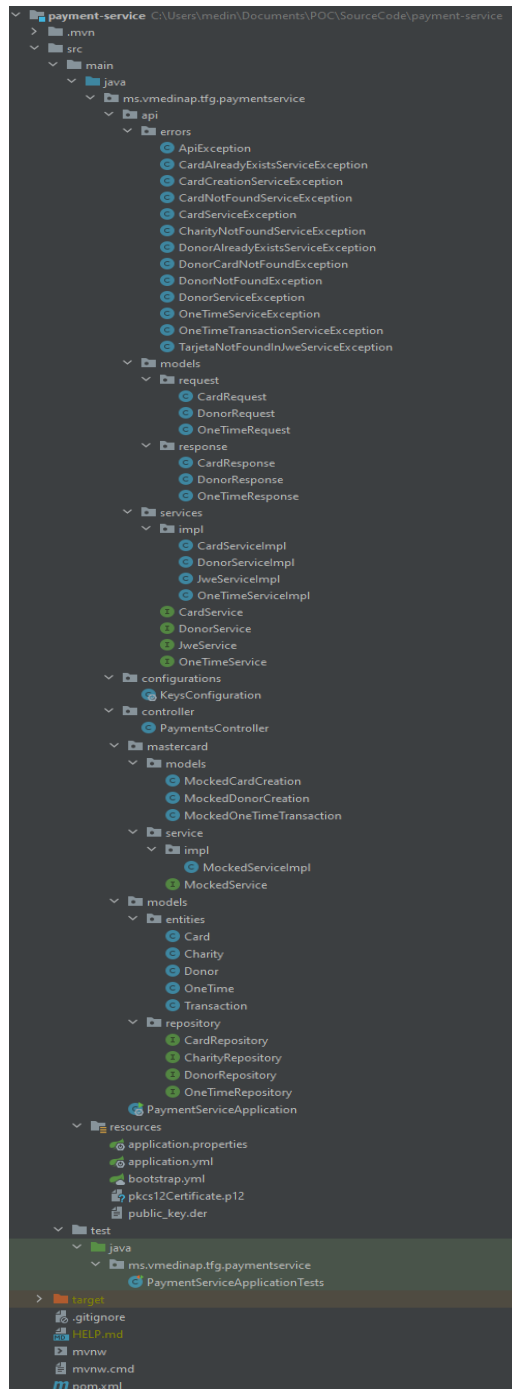 payment-service C:\Users\medin\Documents\POC\SourceCode\payment-service
.mvn
src
main
java
ms.vmedinap.tfg.paymentservice
api
errors
ApiException
CardAlreadyExistsServiceException
CardCreationServiceException
CardNotFoundServiceException
CardServiceException
CharityNotFoundServiceException
DonorAlreadyExistsServiceException
DonorCardNotFoundException
DonorNotFoundException
DonorServiceException
OneTimeServiceException
OneTimeTransactionServiceException
TarjetaNotFoundInJweServiceException
models
request
CardRequest
DonorRequest
OneTimeRequest
response
CardResponse
DonorResponse
OneTimeResponse
services
impl
CardServiceImpl
DonorServiceImpl
JweServiceImpl
OneTimeServiceImpl
CardService
DonorService
JweService
OneTimeService
configurations
KeysConfiguration
controller
PaymentsController
mastercard
models
MockedCardCreation
MockedDonorCreation
MockedOneTimeTransaction
service
impl
MockedServiceImpl
MockedService
models
entities
Card
Charity
Donor
OneTime
Transaction
repository
CardRepository
CharityRepository
DonorRepository
OneTimeRepository
PaymentServiceApplication
resources
application.properties
application.yml
bootstrap.yml
pkcs12Certificate.p12
public_key.der
test
java
ms.vmedinap.tfg.paymentservice
PaymentServiceApplicationTests
target
.gitignore
HELP.md
mvnw
mvnw.cmd
pom.xml